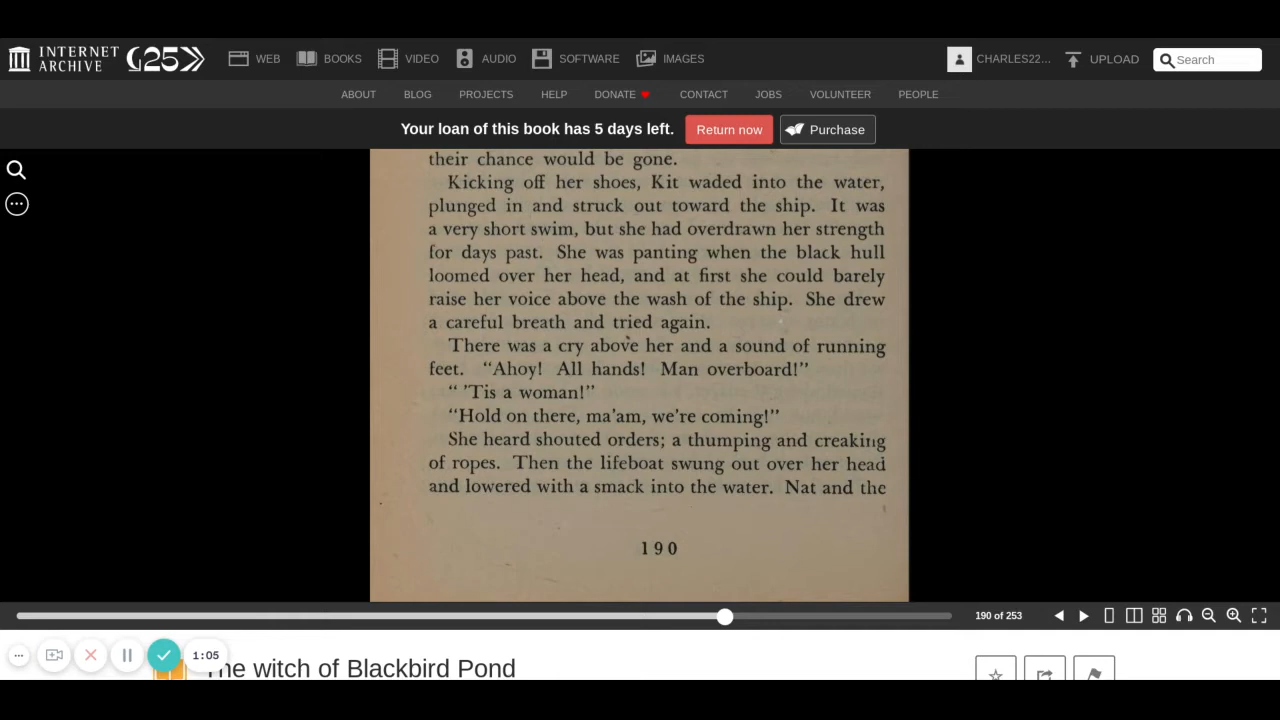 INTERNET ARCHIVE 25 WEB BOOKS VIDEO AUDIO SOFTWARE IMAGES CHARLES22... UPLOAD Search
ABOUT BLOG PROJECTS HELP DONATE CONTACT JOBS VOLUNTEER PEOPLE
Your loan of this book has 5 days left. Return now Purchase
their chance would be gone.
Kicking off her shoes, Kit waded into the water,
plunged in and struck out toward the ship. It was
a very short swim, but she had overdrawn her strength
for days past. She was panting when the black hull
loomed over her head, and at first she could barely
raise her voice above the wash of the ship. She drew
a careful breath and tried again.
There was a cry above her and a sound of running
feet. “Ahoy! All hands! Man overboard!”
“ ’Tis a woman!”
“Hold on there, ma’am, we’re coming!”
She heard shouted orders; a thumping and creaking
of ropes. Then the lifeboat swung out over her head
and lowered with a smack into the water. Nat and the
190
190 of 253
1:05
The witch of Blackbird Pond